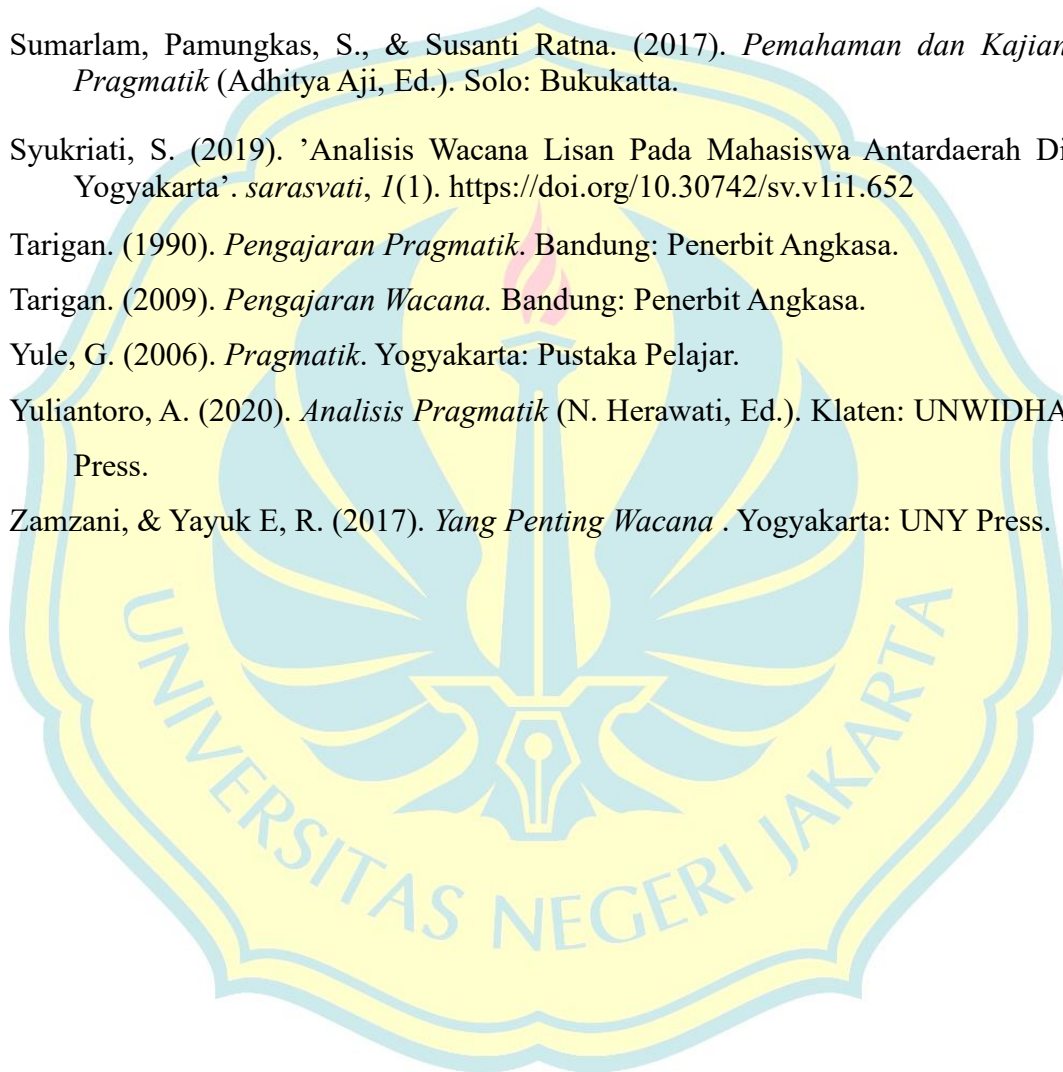 Sumarlam, Pamungkas, S., & Susanti Ratna. (2017). Pemahaman dan Kajian
Pragmatik (Adhitya Aji, Ed.). Solo: Bukukatta.
Syukriati, S. (2019). ’Analisis Wacana Lisan Pada Mahasiswa Antardaerah Di
Yogyakarta’. sarasvati, 1(1). https://doi.org/10.30742/sv.v1i1.652
Tarigan. (1990). Pengajaran Pragmatik. Bandung: Penerbit Angkasa.
Tarigan. (2009). Pengajaran Wacana. Bandung: Penerbit Angkasa.
Yule, G. (2006). Pragmatik. Yogyakarta: Pustaka Pelajar.
Yuliantoro, A. (2020). Analisis Pragmatik (N. Herawati, Ed.). Klaten: UNWIDHA
Press.
Zamzani, & Yayuk E, R. (2017). Yang Penting Wacana . Yogyakarta: UNY Press.
UNIVERSITAS NEGERI JAKARTA